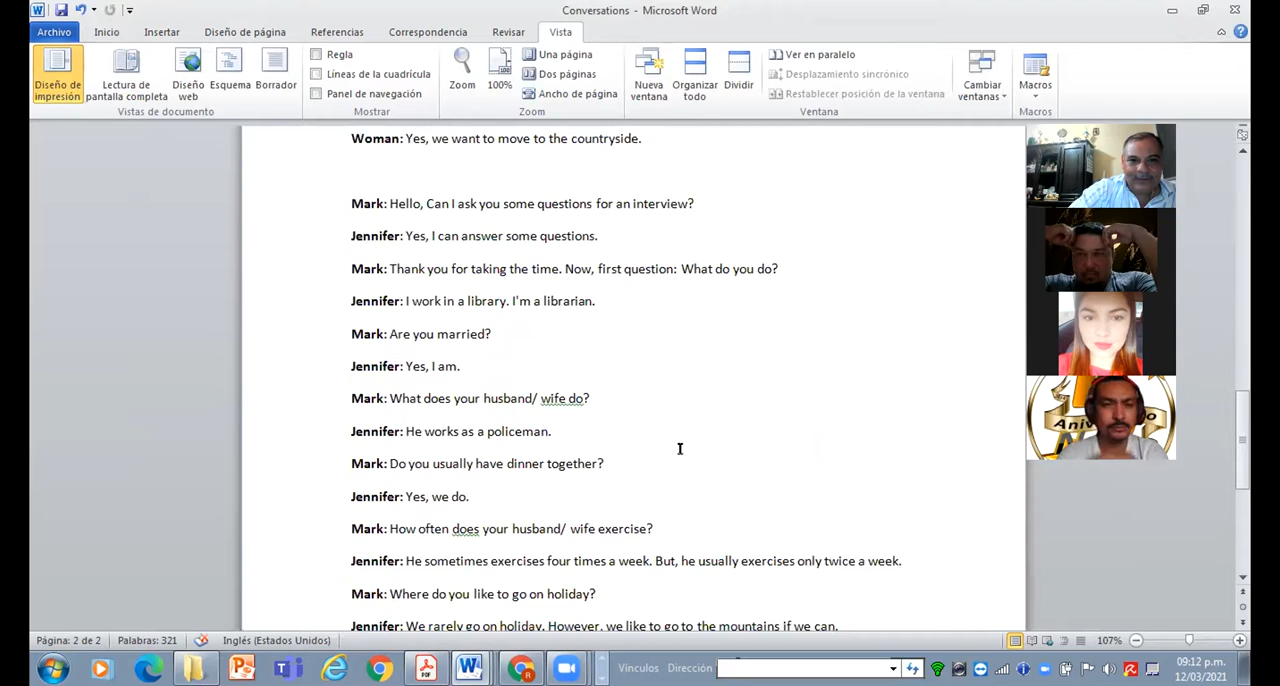 Conversations - Microsoft Word
Archivo Inicio Insertar Diseño de página Referencias Correspondencia Revisar Vista
Diseño de impresión
Lectura de pantalla completa
Diseño web
Esquema
Borrador
Vistas de documento
Regla
Líneas de la cuadrícula
Panel de navegación
Mostrar
Zoom
100%
Una página
Dos páginas
Ancho de página
Zoom
Nueva ventana
Organizar todo
Dividir
Ver en paralelo
Desplazamiento sincrónico
Restablecer posición de la ventana
Ventana
Cambiar ventanas
Macros
Macros
Woman: Yes, we want to move to the countryside.
Mark: Hello, Can I ask you some questions for an interview?
Jennifer: Yes, I can answer some questions.
Mark: Thank you for taking the time. Now, first question: What do you do?
Jennifer: I work in a library. I'm a librarian.
Mark: Are you married?
Jennifer: Yes, I am.
Mark: What does your husband/ wife do?
Jennifer: He works as a policeman.
Mark: Do you usually have dinner together?
Jennifer: Yes, we do.
Mark: How often does your husband/ wife exercise?
Jennifer: He sometimes exercises four times a week. But, he usually exercises only twice a week.
Mark: Where do you like to go on holiday?
Jennifer: We rarely go on holiday. However, we like to go to the mountains if we can.
Página: 2 de 2 Palabras: 321 Inglés (Estados Unidos) 107%
Vínculos Dirección
09:12 p.m.
12/03/2021